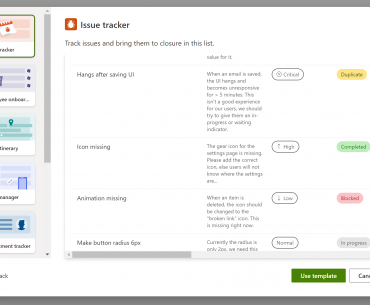 Issue tracker
Track issues and bring them to closure in this list.
racker
yee onboar...
tinerary
manager
tment tracker
value for it.
Hangs after saving UI
When an email is saved,
the UI hangs and
becomes unresponsive
for ~ 5 minutes. This
isn't a good experience
for our users, we should
try to give them an in-
progress or waiting
indicator.
Critical
Duplicate
Icon missing
The gear icon for the
settings page is missing.
Please add the correct
icon, else users will not
know where the settings
are...
High
Completed
Animation missing
When an item is
deleted, the icon should
be changed to the
"broken link" icon. This
is missing right now.
Low
Blocked
Make button radius 6px
Currently the radius is
only 2px, we need this
Normal
In progress
ack
Use template
Canc